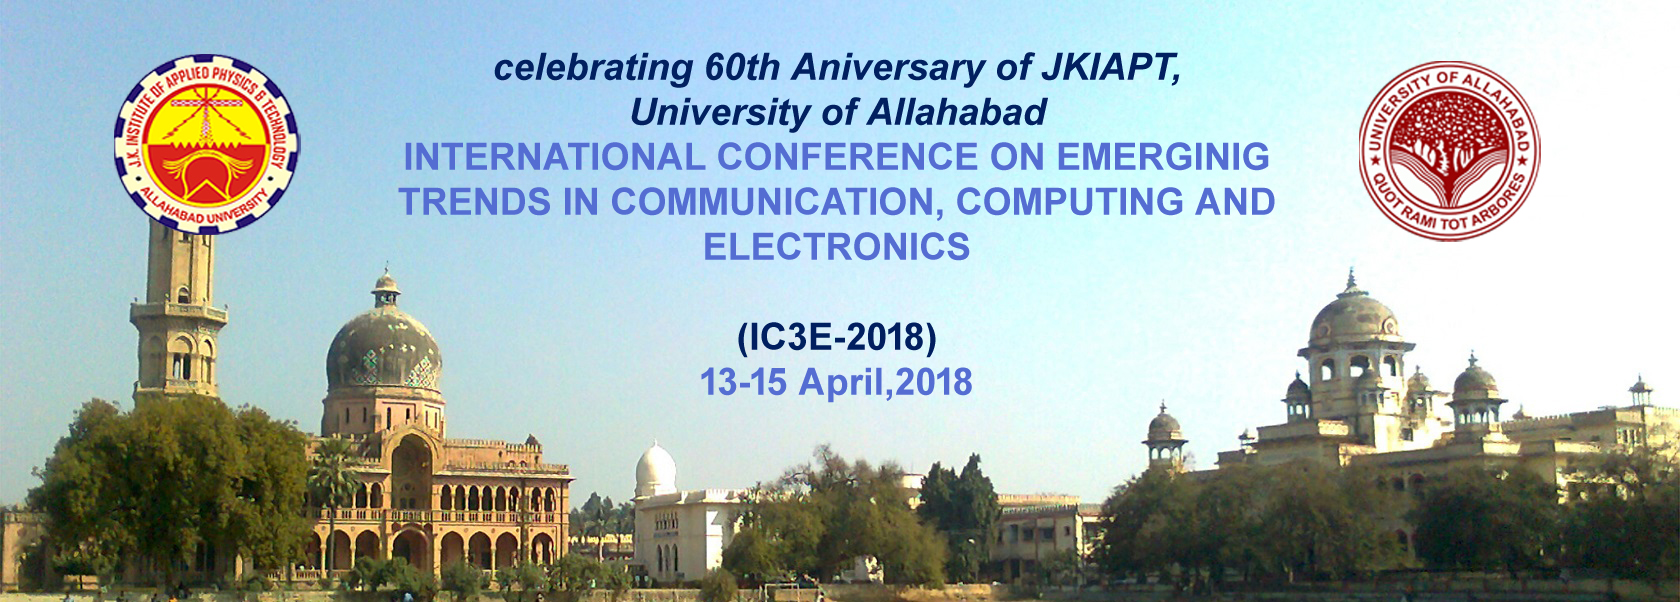 celebrating 60th Aniversary of JKIAPT,
University of Allahabad
INTERNATIONAL CONFERENCE ON EMERGINIG
TRENDS IN COMMUNICATION, COMPUTING AND
ELECTRONICS
(IC3E-2018)
13-15 April,2018
J.K. INSTITUTE OF APPLIED PHYSICS & TECHNOLOGY
ALLAHABAD UNIVERSITY
UNIVERSITY OF ALLAHABAD
QUOT RAMI TOT ARBORES